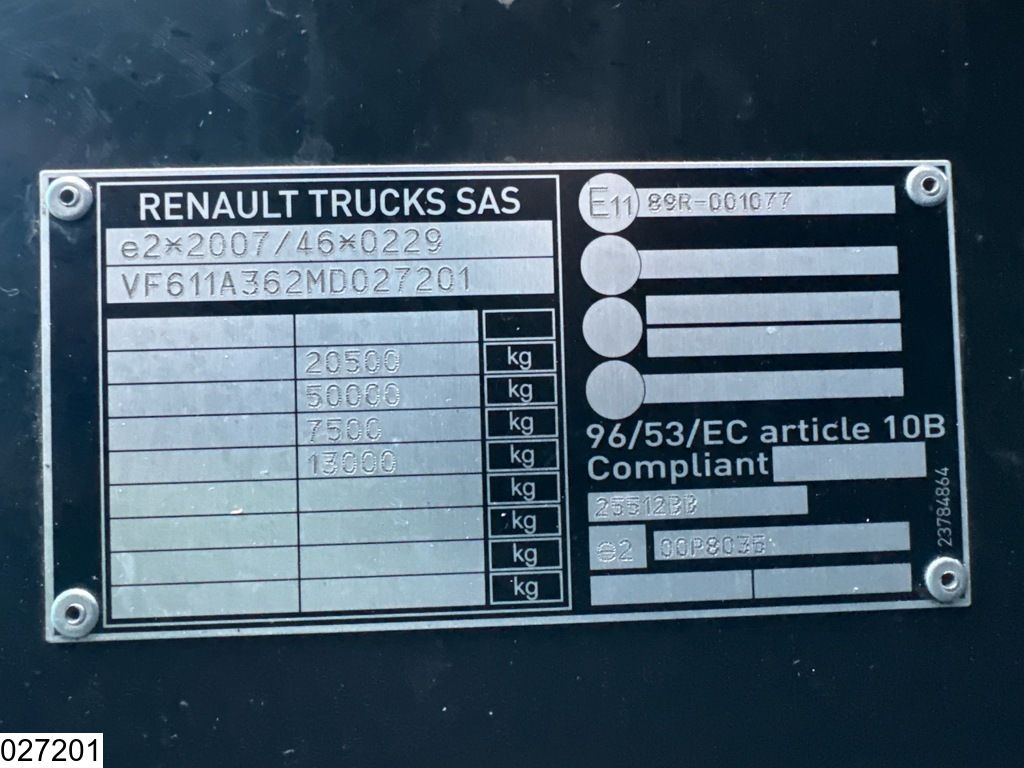 RENAULT TRUCKS SAS
e2*2007/46*0229
VF611A362MD027201
20500 kg
50000 kg
7500 kg
13000 kg
kg
kg
kg
kg
E11 89R-001077
96/53/EC article 10B
Compliant
25512BB
e2 00P8035
23784864
027201